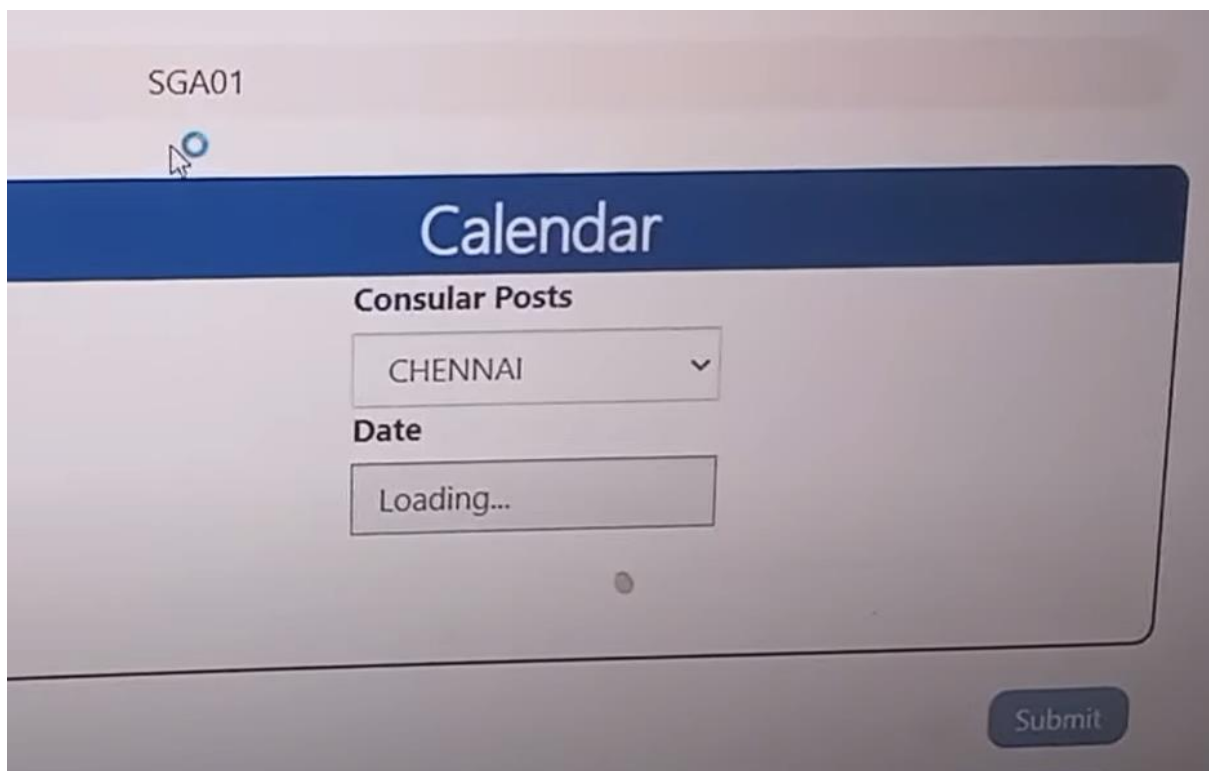 SGA01
Calendar
Consular Posts
CHENNAI
Date
Loading...
Submit